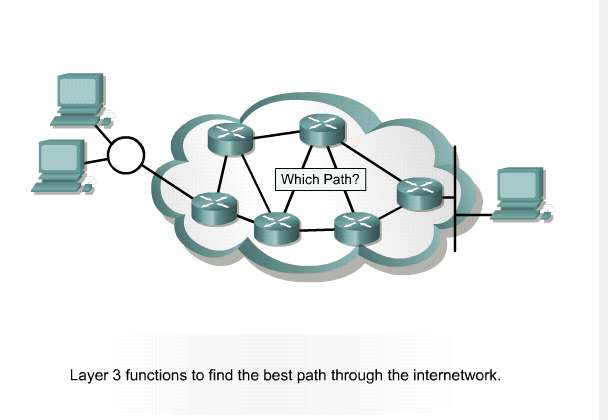 Which Path?
Layer 3 functions to find the best path through the internetwork.